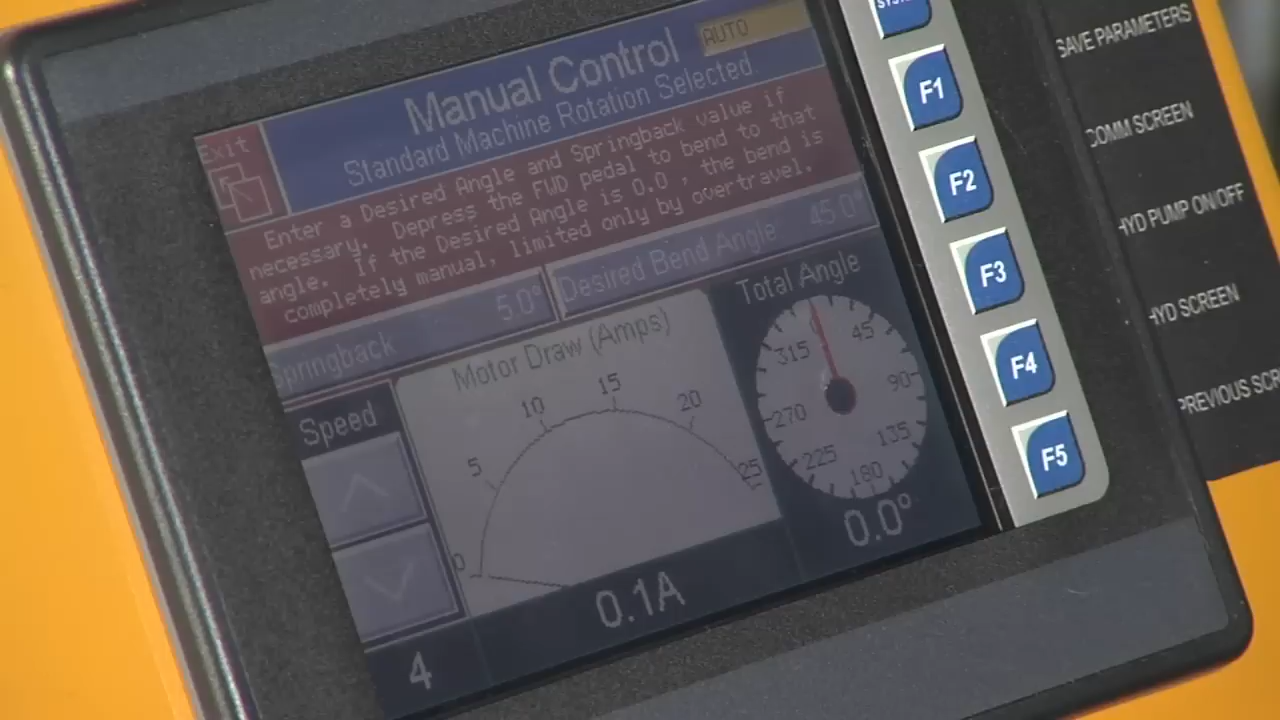 Exit
Manual Control
AUTO
Standard Machine Rotation Selected.
Enter a Desired Angle and Springback value if
necessary. Depress the FWD pedal to bend to that
angle. If the Desired Angle is 0.0 , the bend is
completely manual, limited only by overtravel.
Springback 5.0°
Desired Bend Angle 45.0°
Speed
4
Motor Draw (Amps)
0
5
10
15
20
25
0.1A
Total Angle
0
45
90
135
180
225
270
315
0.0°
F1
F2
F3
F4
F5
SAVE PARAMETERS
COMM SCREEN
HYD PUMP ON/OFF
HYD SCREEN
PREVIOUS